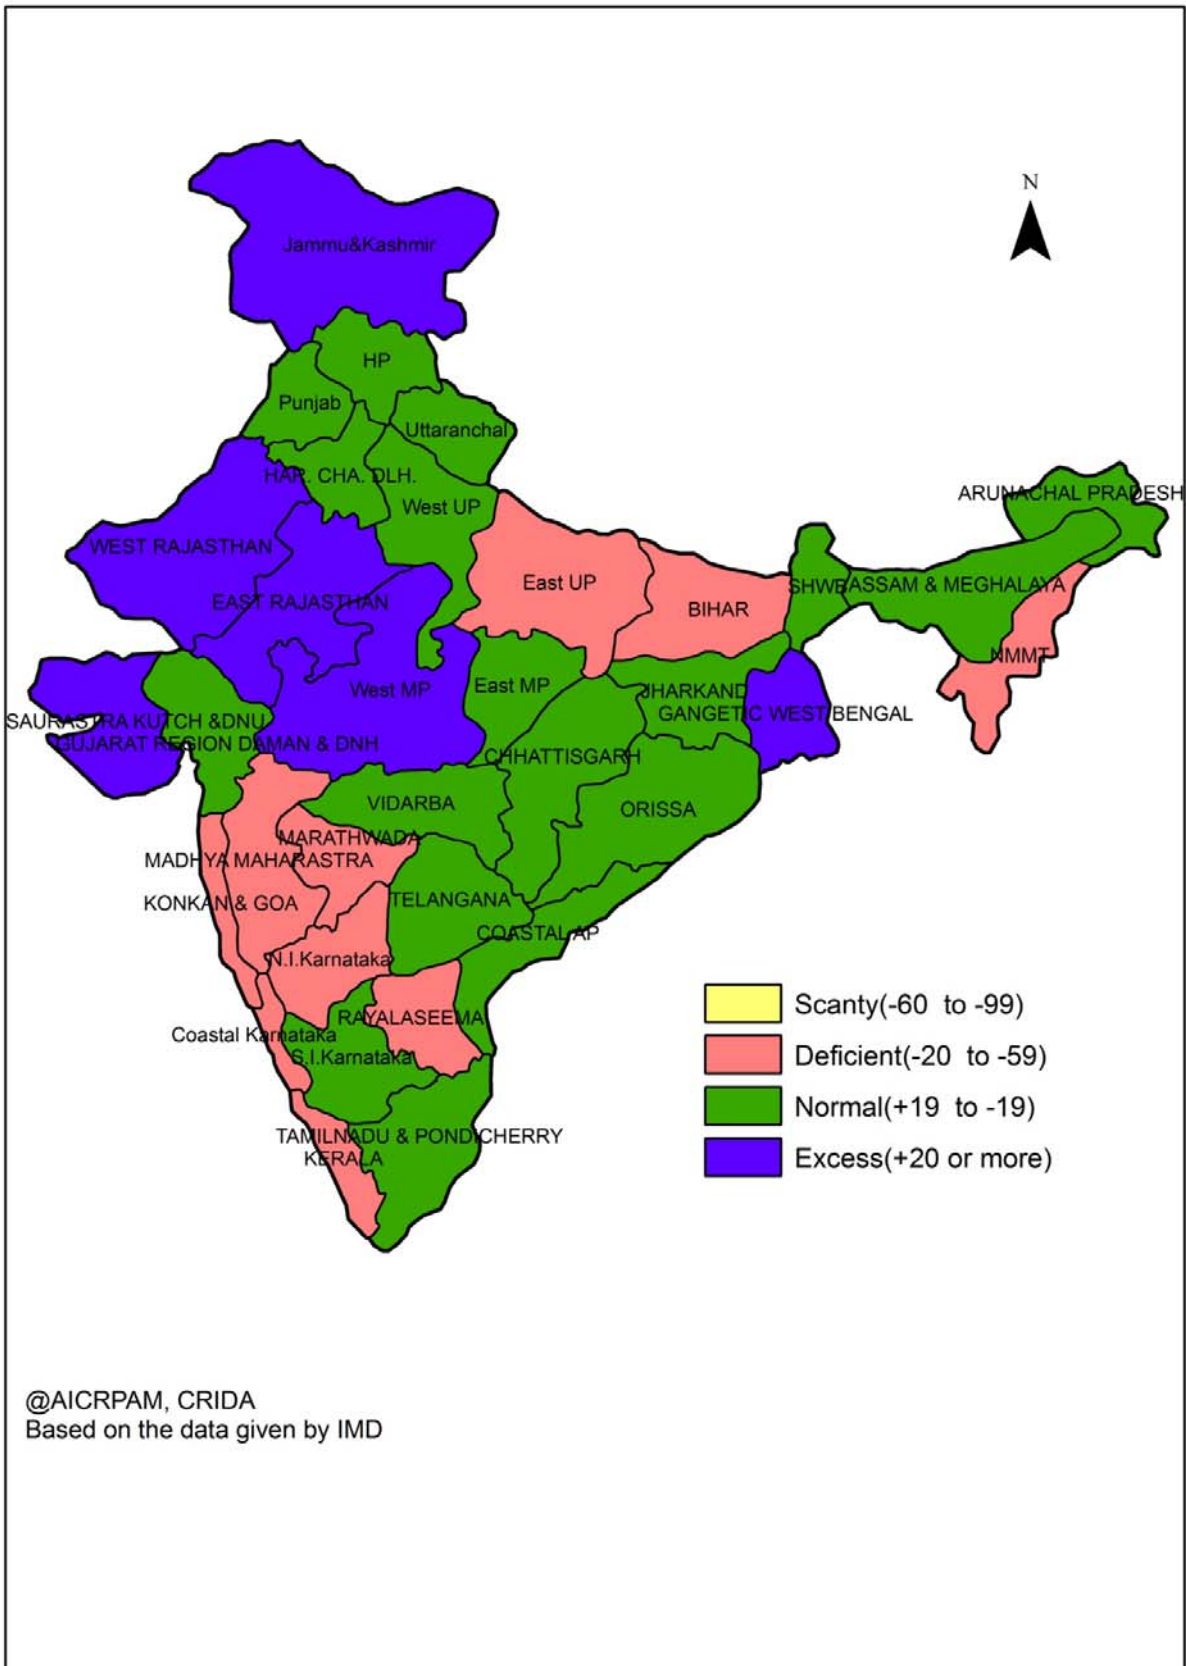 N
Jammu&Kashmir
HP
Punjab
Uttaranchal
HAR. CHA. DLH.
West UP
ARUNACHAL PRADESH
WEST RAJASTHAN
East UP
SHWB
ASSAM & MEGHALAYA
EAST RAJASTHAN
BIHAR
NMMT
West MP
East MP
JHARKAND
GANGETIC WEST BENGAL
SAURASTRA KUTCH &DNU
GUJARAT REGION DAMAN & DNH
CHHATTISGARH
VIDARBA
ORISSA
MARATHWADA
MADHYA MAHARASTRA
TELANGANA
KONKAN & GOA
COASTAL AP
N.I.Karnataka
Scanty(-60 to -99)
RAYALASEEMA
Coastal Karnataka
S.I.Karnataka
Deficient(-20 to -59)
Normal(+19 to -19)
TAMILNADU & PONDICHERRY
KERALA
Excess(+20 or more)
@AICRPAM, CRIDA
Based on the data given by IMD